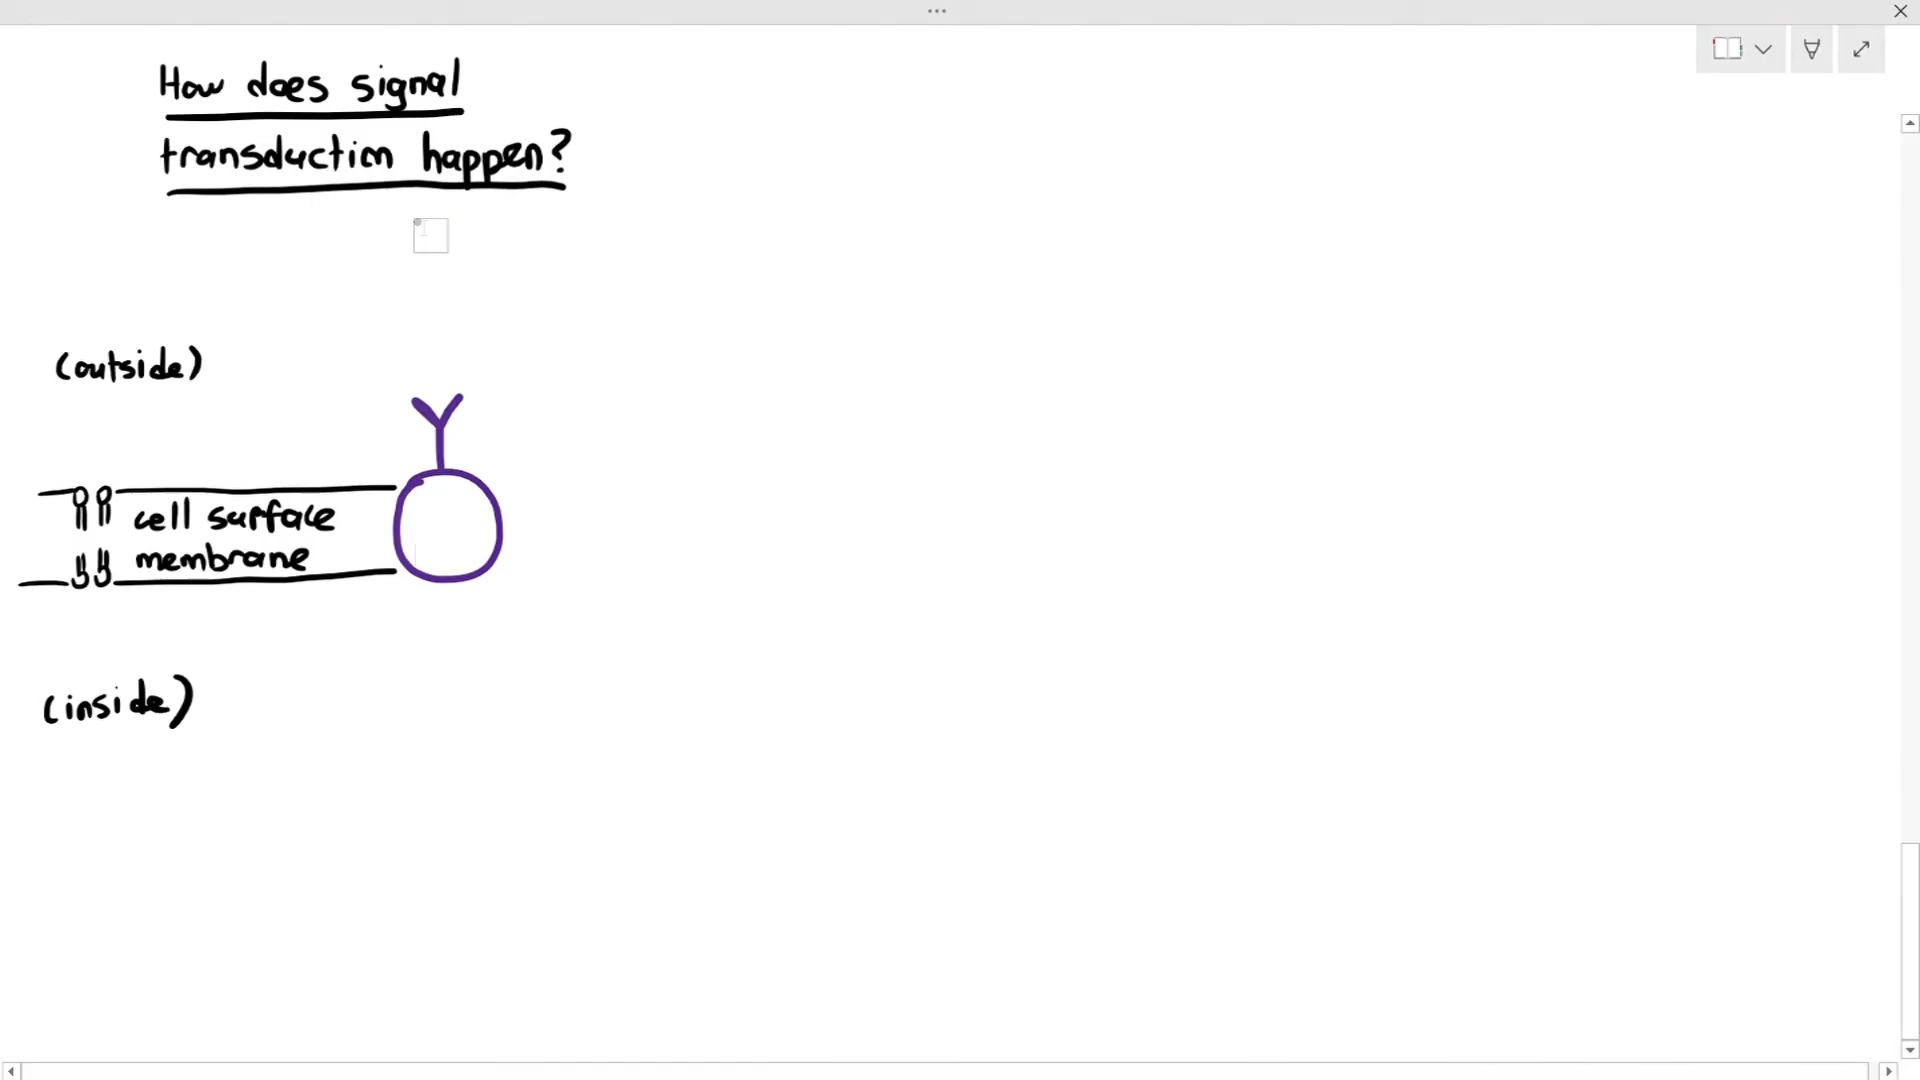 How does signal
transduction happen?
(outside)
cell surface
membrane
(inside)